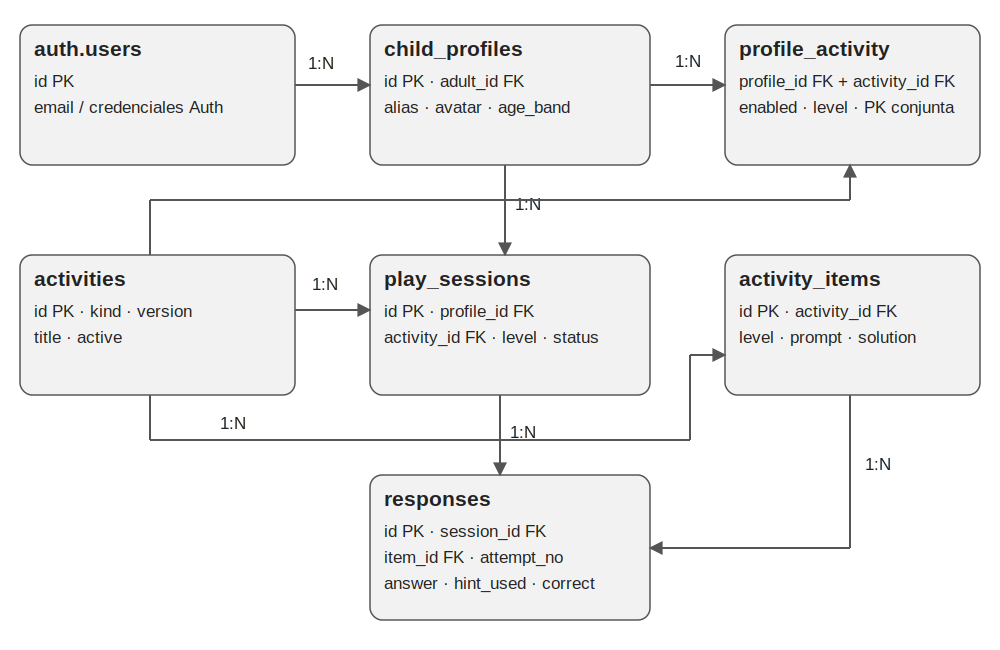 auth.users
id PK
email / credenciales Auth
1:N
child_profiles
id PK · adult_id FK
alias · avatar · age_band
1:N
profile_activity
profile_id FK + activity_id FK
enabled · level · PK conjunta
1:N
activities
id PK · kind · version
title · active
1:N
play_sessions
id PK · profile_id FK
activity_id FK · level · status
activity_items
id PK · activity_id FK
level · prompt · solution
1:N
1:N
1:N
responses
id PK · session_id FK
item_id FK · attempt_no
answer · hint_used · correct